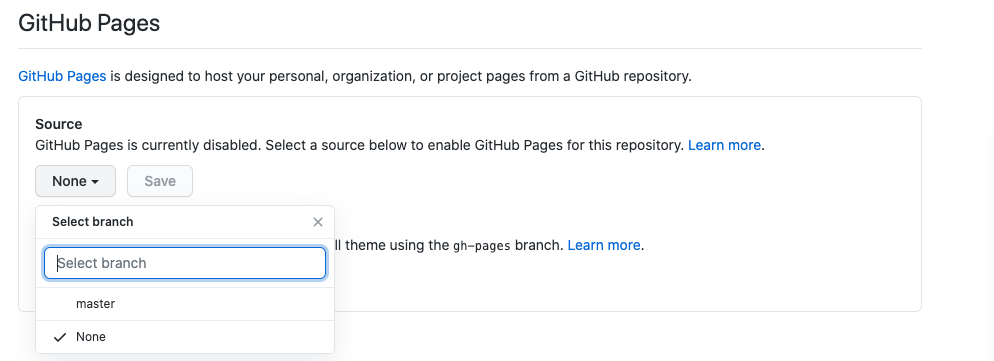 GitHub Pages
GitHub Pages is designed to host your personal, organization, or project pages from a GitHub repository.
Source
GitHub Pages is currently disabled. Select a source below to enable GitHub Pages for this repository. Learn more.
None Save
Select branch ×
theme using the gh-pages branch. Learn more.
Select branch
master
None